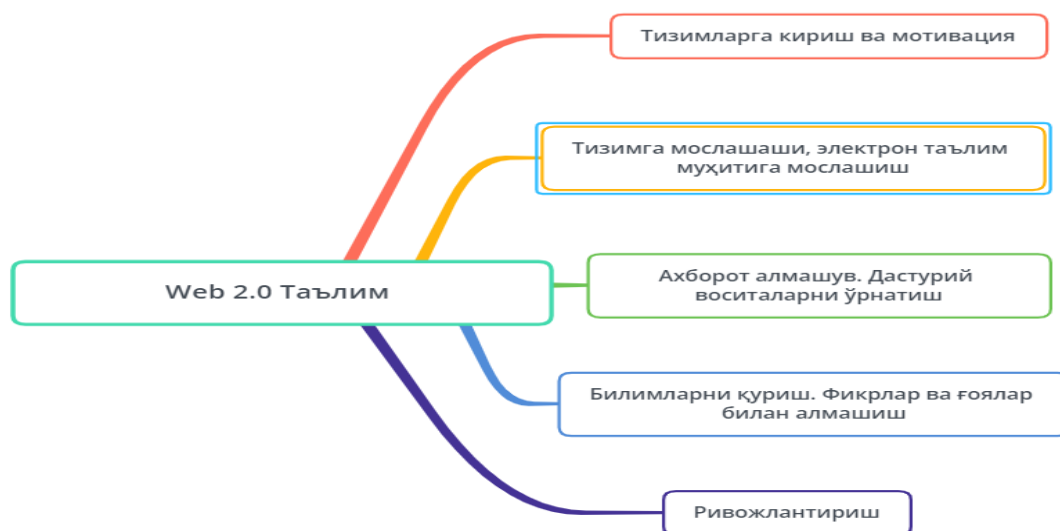 Тизимларга кириш ва мотивация
Тизимга мослашаши, электрон таълим
муҳитига мослашиш
Web 2.0 Таълим
Ахборот алмашув. Дастурий
воситаларни ўрнатиш
Билимларни қуриш. Фикрлар ва ғоялар
билан алмашиш
Ривожлантириш